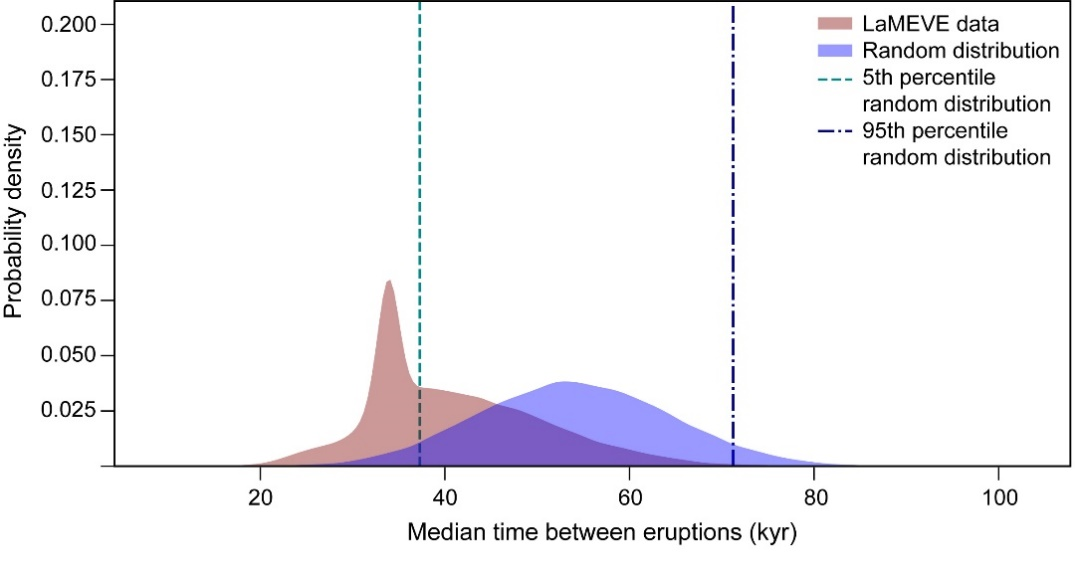 0.200
0.175
0.150
0.125
0.100
0.075
0.050
0.025
Probability density
LaMEVE data
Random distribution
5th percentile
random distribution
95th percentile
random distribution
20 40 60 80 100
Median time between eruptions (kyr)